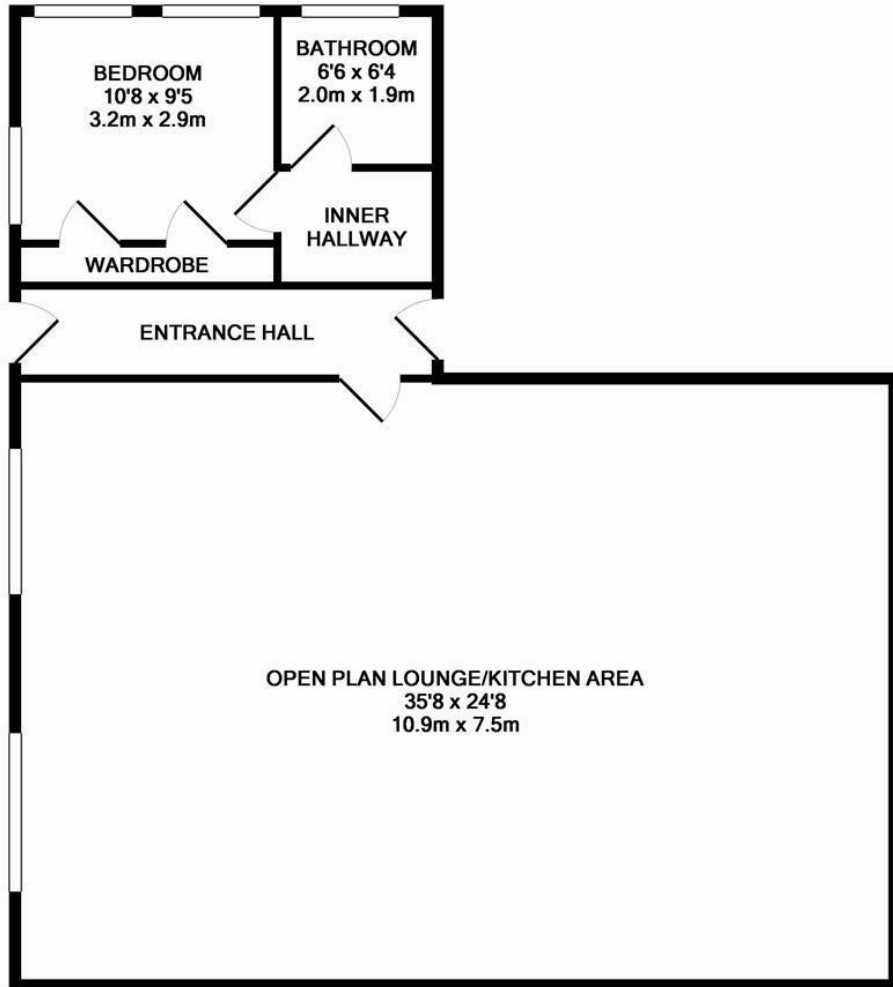 BEDROOM
10'8 x 9'5
3.2m x 2.9m
BATHROOM
6'6 x 6'4
2.0m x 1.9m
INNER
HALLWAY
WARDROBE
ENTRANCE HALL
OPEN PLAN LOUNGE/KITCHEN AREA
35'8 x 24'8
10.9m x 7.5m